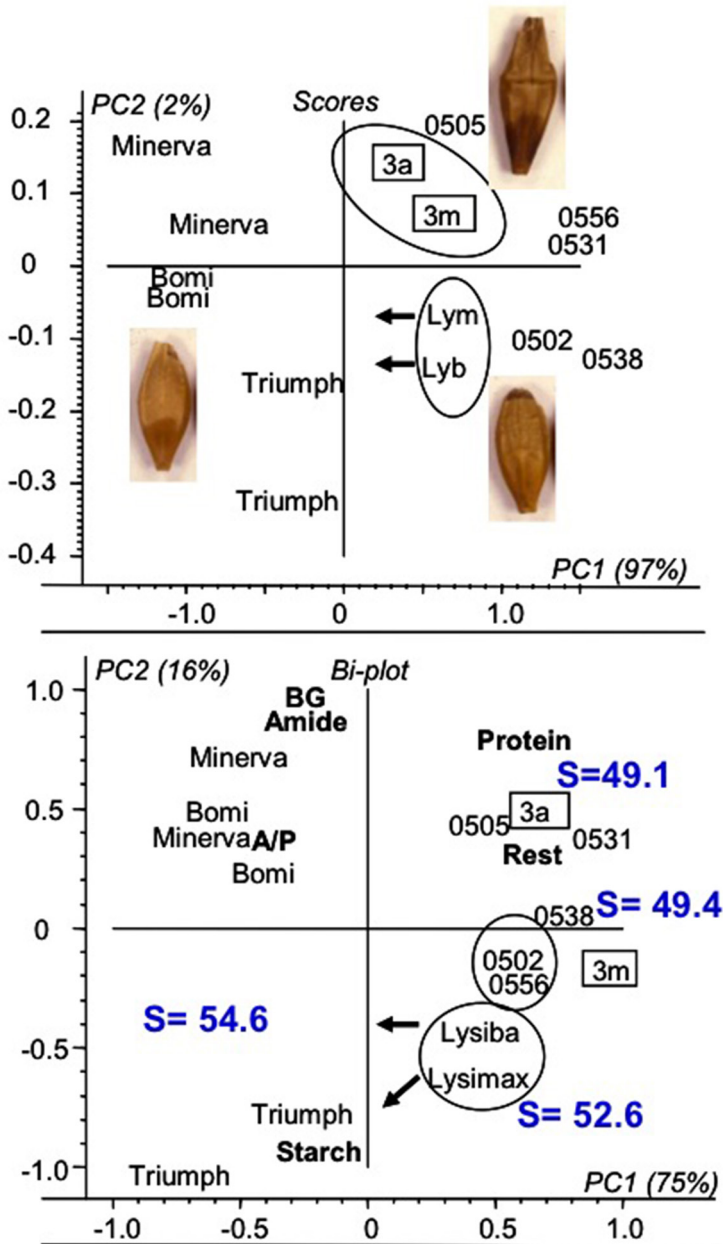 PC2 (2%) Scores
0.2
0505
Minerva
3a
0.1
3m
Minerva
0556
0531
0
Bomi
Bomi
Lym
-0.1
0502
0538
Lyb
Triumph
-0.2
-0.3
Triumph
-0.4
PC1 (97%)
-1.0 0 1.0
PC2 (16%) Bi-plot
1.0
BG
Amide
Protein
Minerva
S=49.1
0.5
Bomi
3a
0505
0531
Minerva A/P
Rest
Bomi
0538
S= 49.4
0
0502
3m
0556
S= 54.6
Lysiba
-0.5
Lysimax
Triumph
S= 52.6
Starch
-1.0
Triumph
PC1 (75%)
-1.0 -0.5 0 0.5 1.0